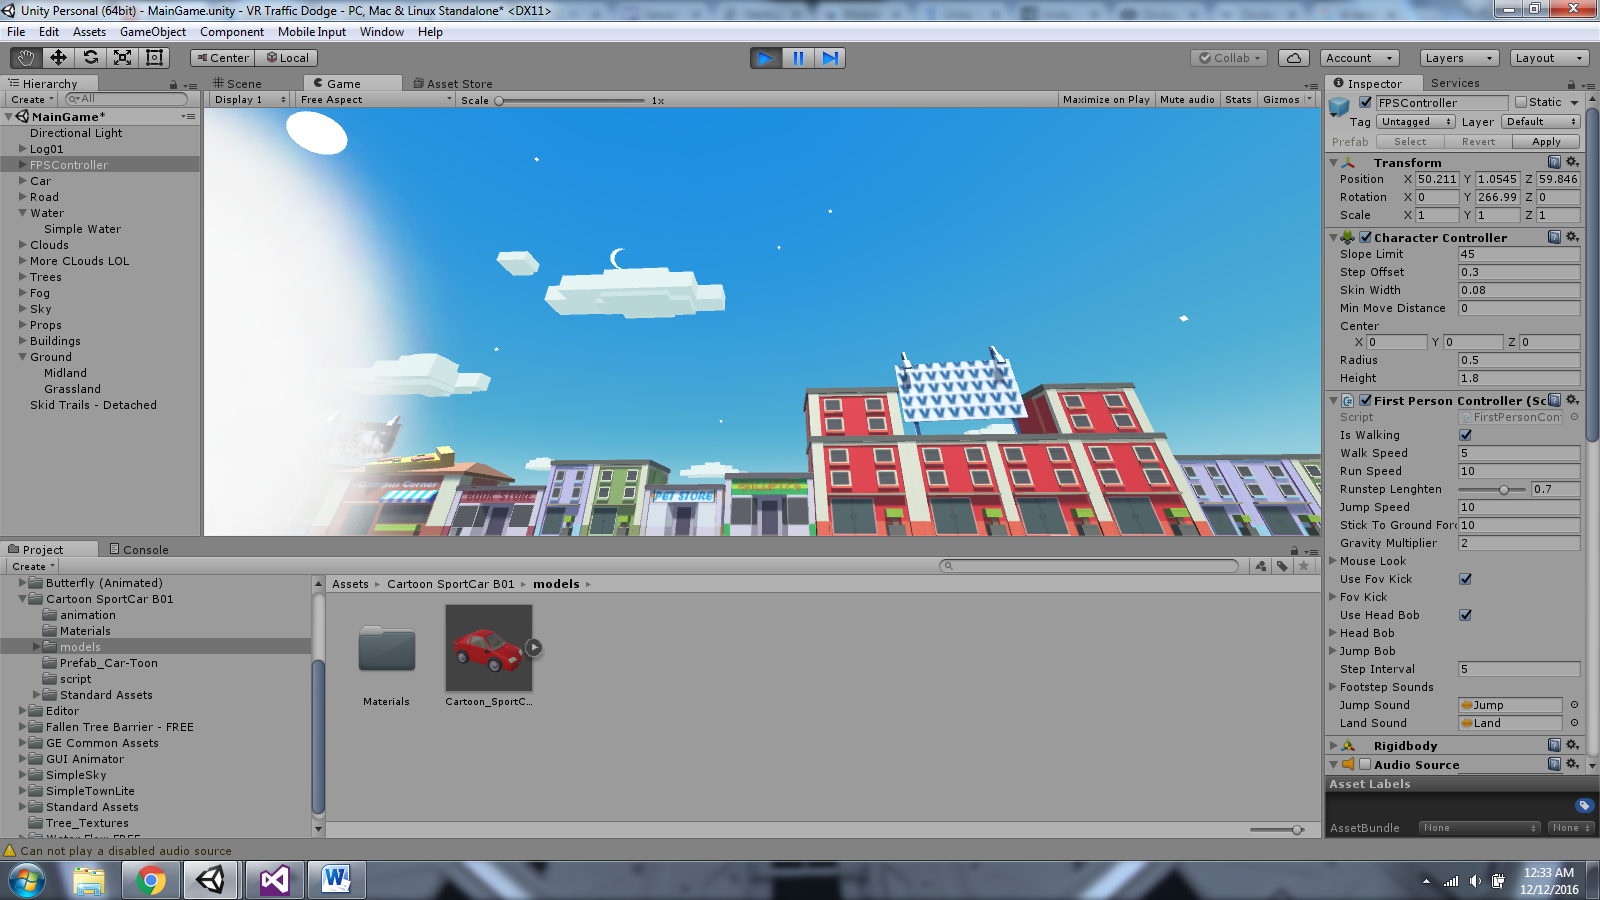 Unity Personal (64bit) - MainGame.unity - VR Traffic Dodge - PC, Mac & Linux Standalone* <DX11>
File Edit Assets GameObject Component Mobile Input Window Help
Center Local Collab Account Layers Layout
Hierarchy
Create All
MainGame*
Directional Light
Log01
FPSController
Car
Road
Water
Simple Water
Clouds
More CLouds LOL
Trees
Fog
Sky
Props
Buildings
Ground
Midland
Grassland
Skid Trails - Detached
Scene Game Asset Store
Display 1 Free Aspect Scale 1x Maximize on Play Mute audio Stats Gizmos
Campus Corner
BOOK STORE
PET STORE
Inspector Services
FPSController Static
Tag Untagged Layer Default
Prefab Select Revert Apply
Transform
Position X 50.211 Y 1.0545 Z 59.846
Rotation X 0 Y 266.99 Z 0
Scale X 1 Y 1 Z 1
Character Controller
Slope Limit 45
Step Offset 0.3
Skin Width 0.08
Min Move Distance 0
Center
X 0 Y 0 Z 0
Radius 0.5
Height 1.8
First Person Controller (Sc
Script FirstPersonCon
Is Walking
Walk Speed 5
Run Speed 10
Runstep Lenghten 0.7
Jump Speed 10
Stick To Ground Forc 10
Gravity Multiplier 2
Mouse Look
Use Fov Kick
Fov Kick
Use Head Bob
Head Bob
Jump Bob
Step Interval 5
Footstep Sounds
Jump Sound Jump
Land Sound Land
Rigidbody
Audio Source
Asset Labels
AssetBundle None None
Project Console
Create
Butterfly (Animated)
Cartoon SportCar B01
animation
Materials
models
Prefab_Car-Toon
script
Standard Assets
Editor
Fallen Tree Barrier - FREE
GE Common Assets
GUI Animator
SimpleSky
SimpleTownLite
Standard Assets
Tree_Textures
Water Flow FREE
Assets Cartoon SportCar B01 models
Materials Cartoon_SportC...
Can not play a disabled audio source
12:33 AM
12/12/2016